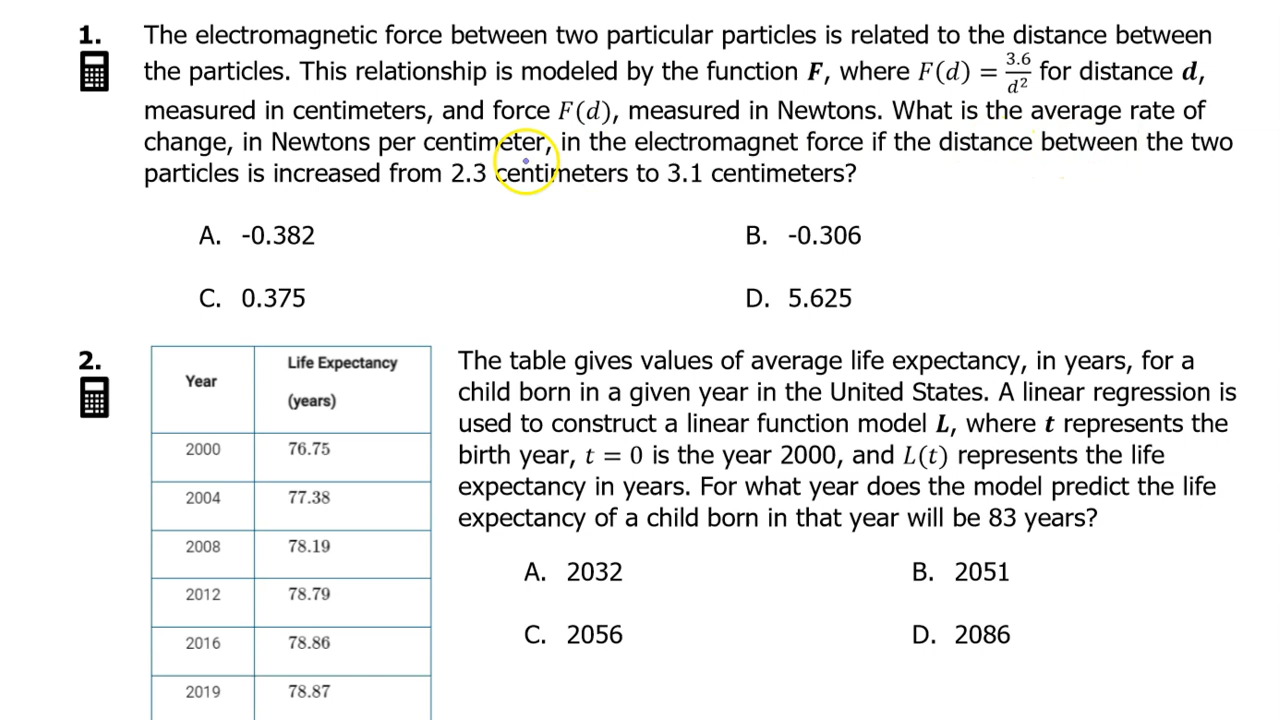 1. The electromagnetic force between two particular particles is related to the distance between
the particles. This relationship is modeled by the function F, where F(d) = 3.6/d² for distance d,
measured in centimeters, and force F(d), measured in Newtons. What is the average rate of
change, in Newtons per centimeter, in the electromagnet force if the distance between the two
particles is increased from 2.3 centimeters to 3.1 centimeters?
A. -0.382 B. -0.306
C. 0.375 D. 5.625
2.
Year Life Expectancy (years)
2000 76.75
2004 77.38
2008 78.19
2012 78.79
2016 78.86
2019 78.87
The table gives values of average life expectancy, in years, for a
child born in a given year in the United States. A linear regression is
used to construct a linear function model L, where t represents the
birth year, t = 0 is the year 2000, and L(t) represents the life
expectancy in years. For what year does the model predict the life
expectancy of a child born in that year will be 83 years?
A. 2032 B. 2051
C. 2056 D. 2086